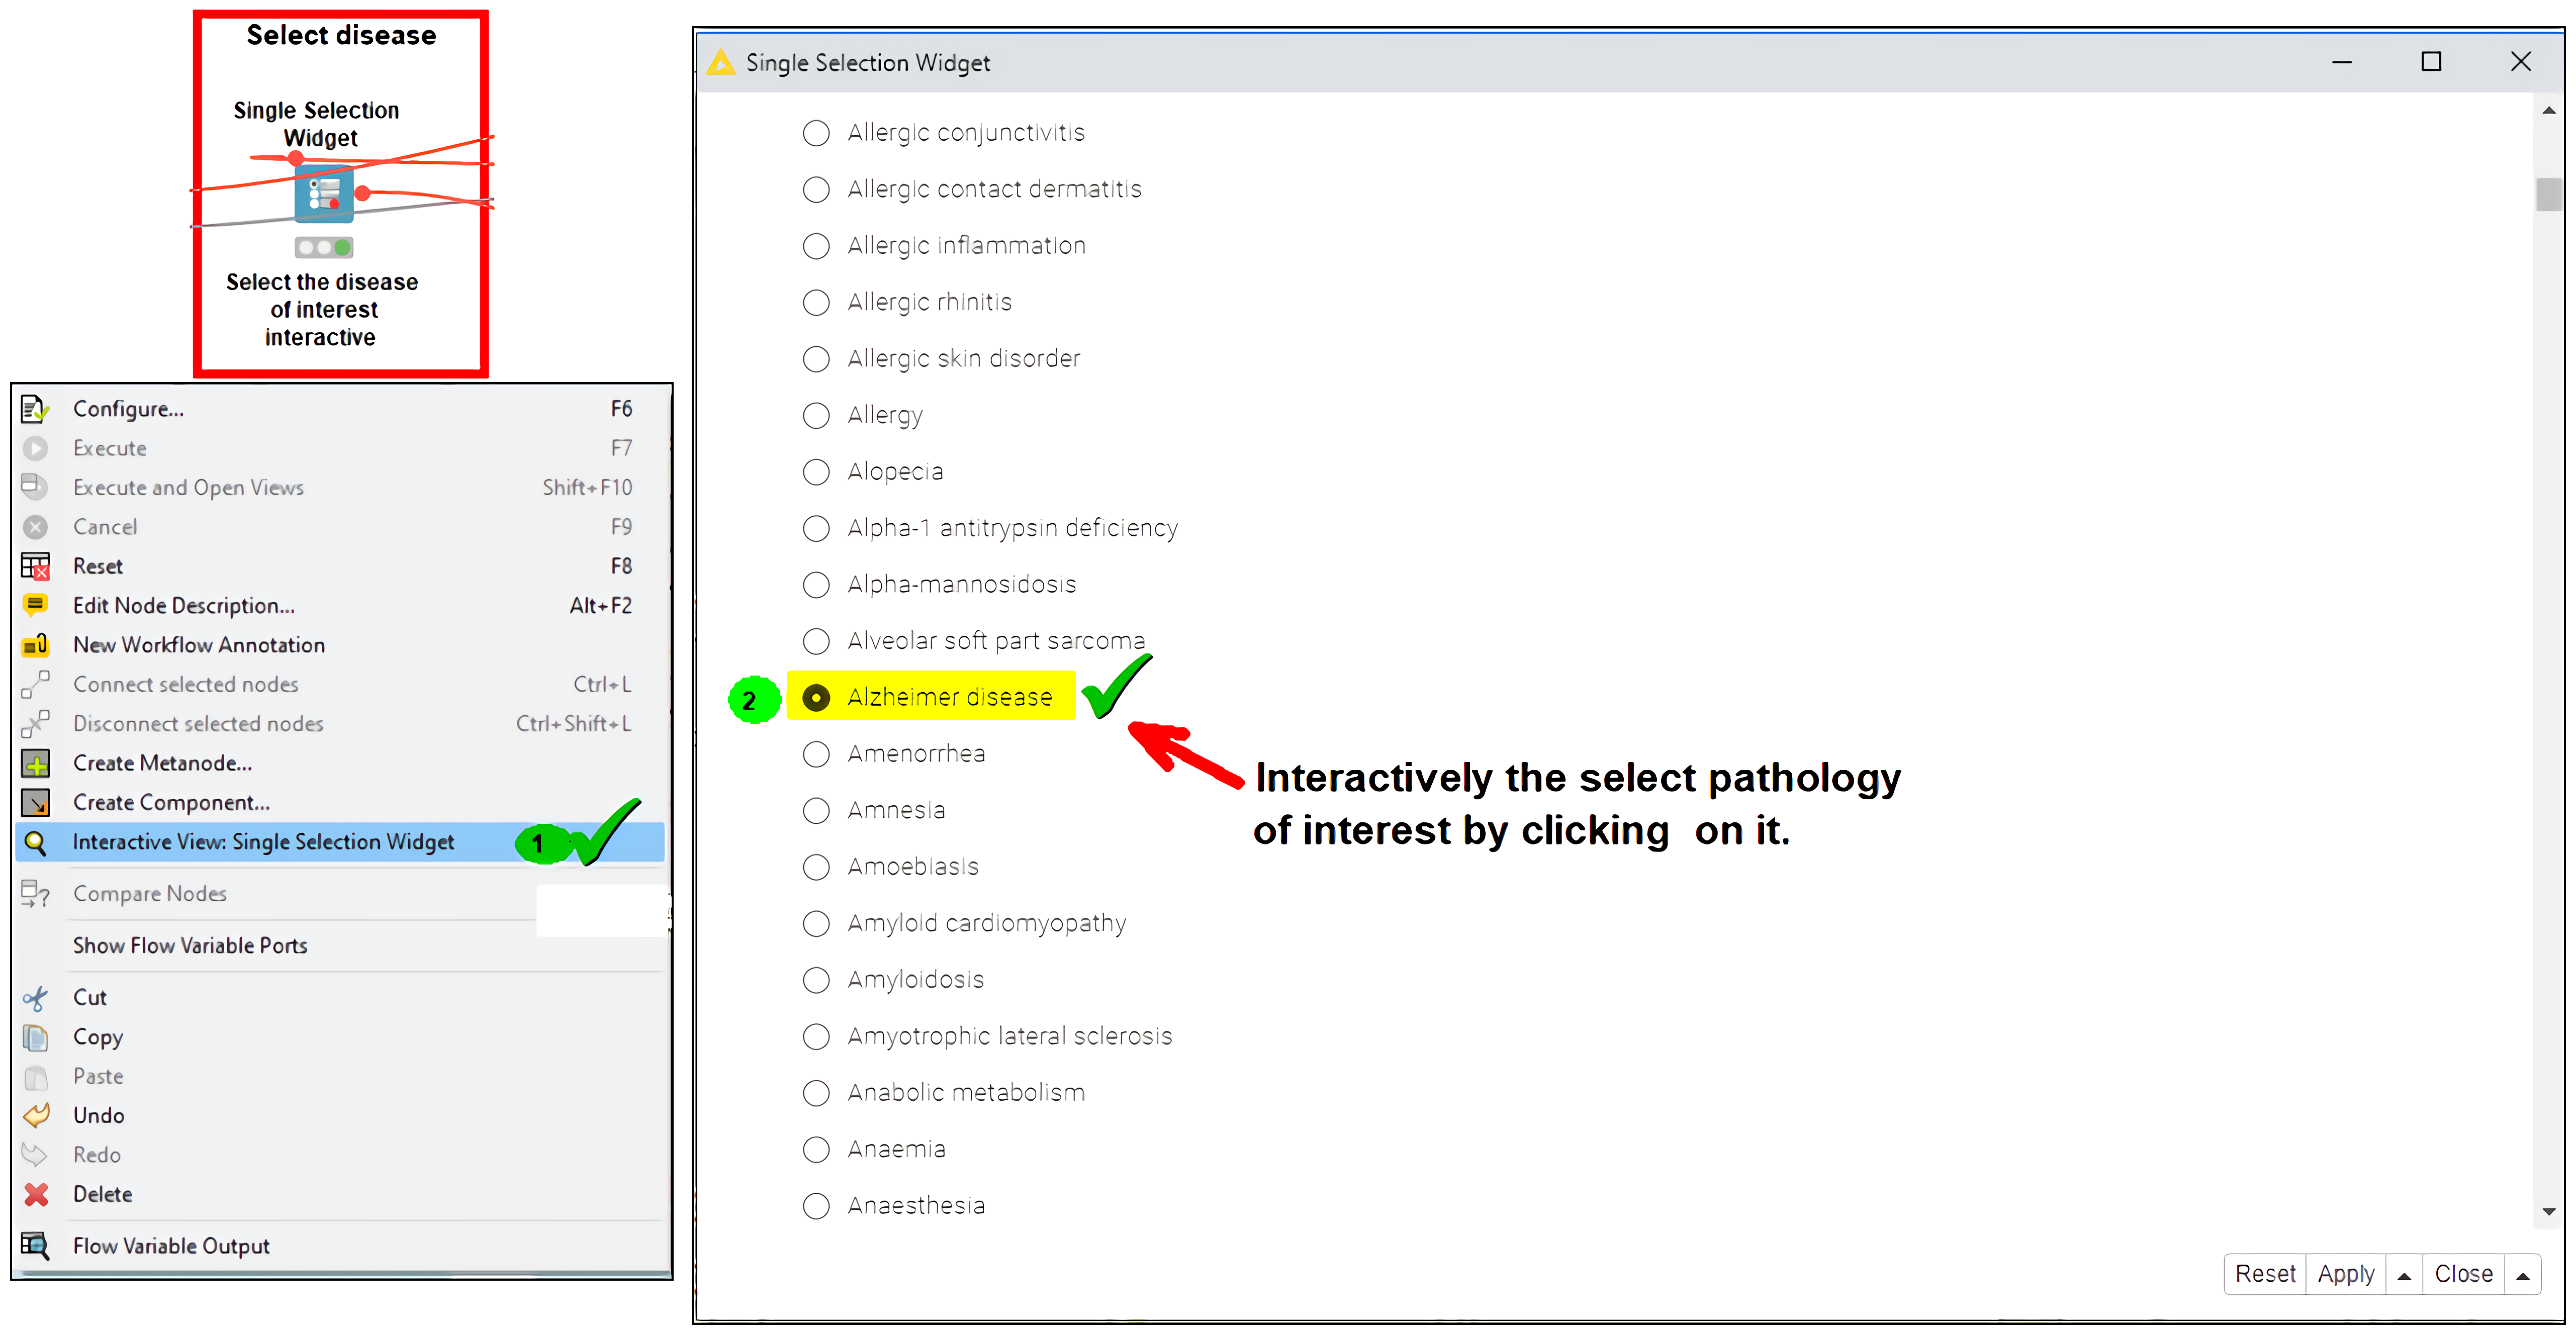 Select disease
Single Selection
Widget
Select the disease
of interest
interactive
Configure... F6
Execute F7
Execute and Open Views Shift+F10
Cancel F9
Reset F8
Edit Node Description... Alt+F2
New Workflow Annotation
Connect selected nodes Ctrl+L
Disconnect selected nodes Ctrl+Shift+L
Create Metanode...
Create Component...
Interactive View: Single Selection Widget 1
Compare Nodes
Show Flow Variable Ports
Cut
Copy
Paste
Undo
Redo
Delete
Flow Variable Output
Single Selection Widget
Allergic conjunctivitis
Allergic contact dermatitis
Allergic inflammation
Allergic rhinitis
Allergic skin disorder
Allergy
Alopecia
Alpha-1 antitrypsin deficiency
Alpha-mannosidosis
Alveolar soft part sarcoma
2 Alzheimer disease
Amenorrhea
Amnesia
Amoebiasis
Amyloid cardiomyopathy
Amyloidosis
Amyotrophic lateral sclerosis
Anabolic metabolism
Anaemia
Anaesthesia
Interactively the select pathology
of interest by clicking on it.
Reset Apply Close